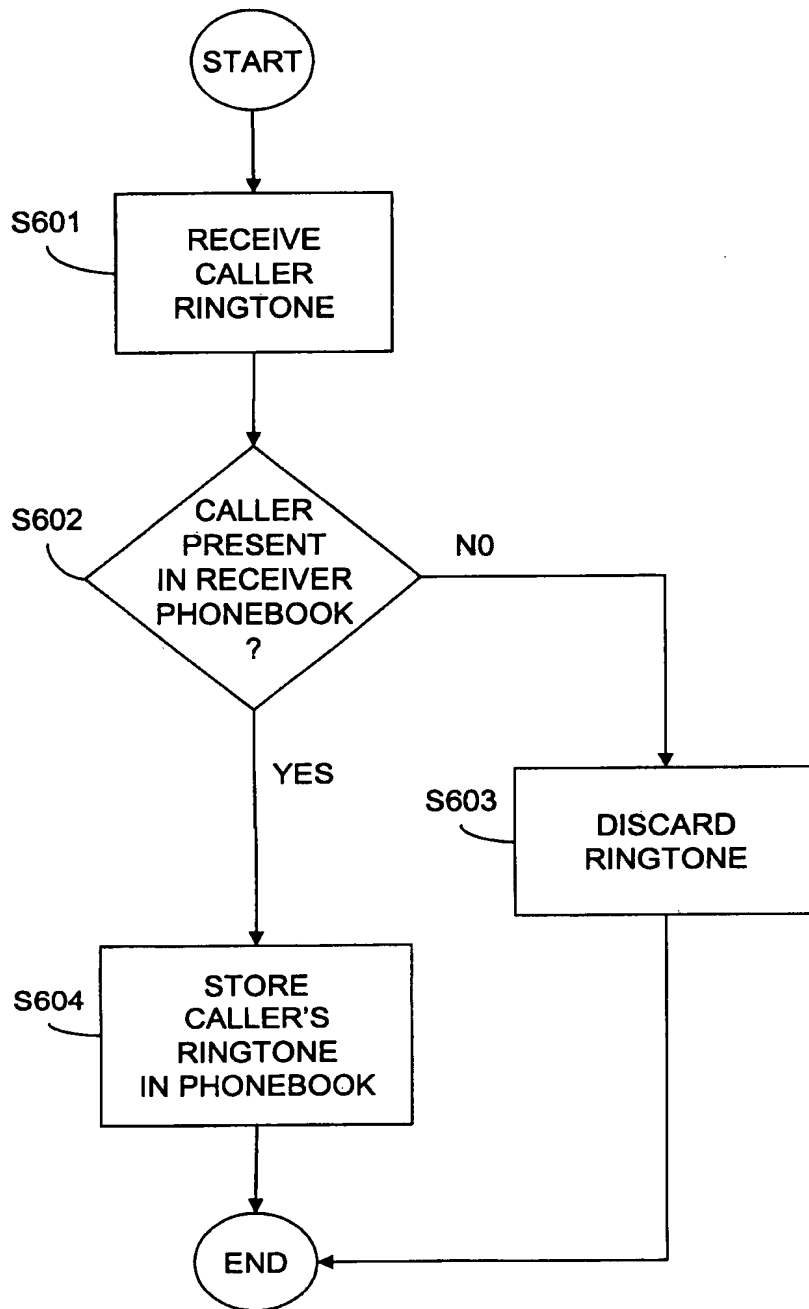 START
S601
RECEIVE
CALLER
RINGTONE
S602
CALLER
PRESENT
IN RECEIVER
PHONEBOOK
?
N0
YES
S603
DISCARD
RINGTONE
S604
STORE
CALLER'S
RINGTONE
IN PHONEBOOK
END